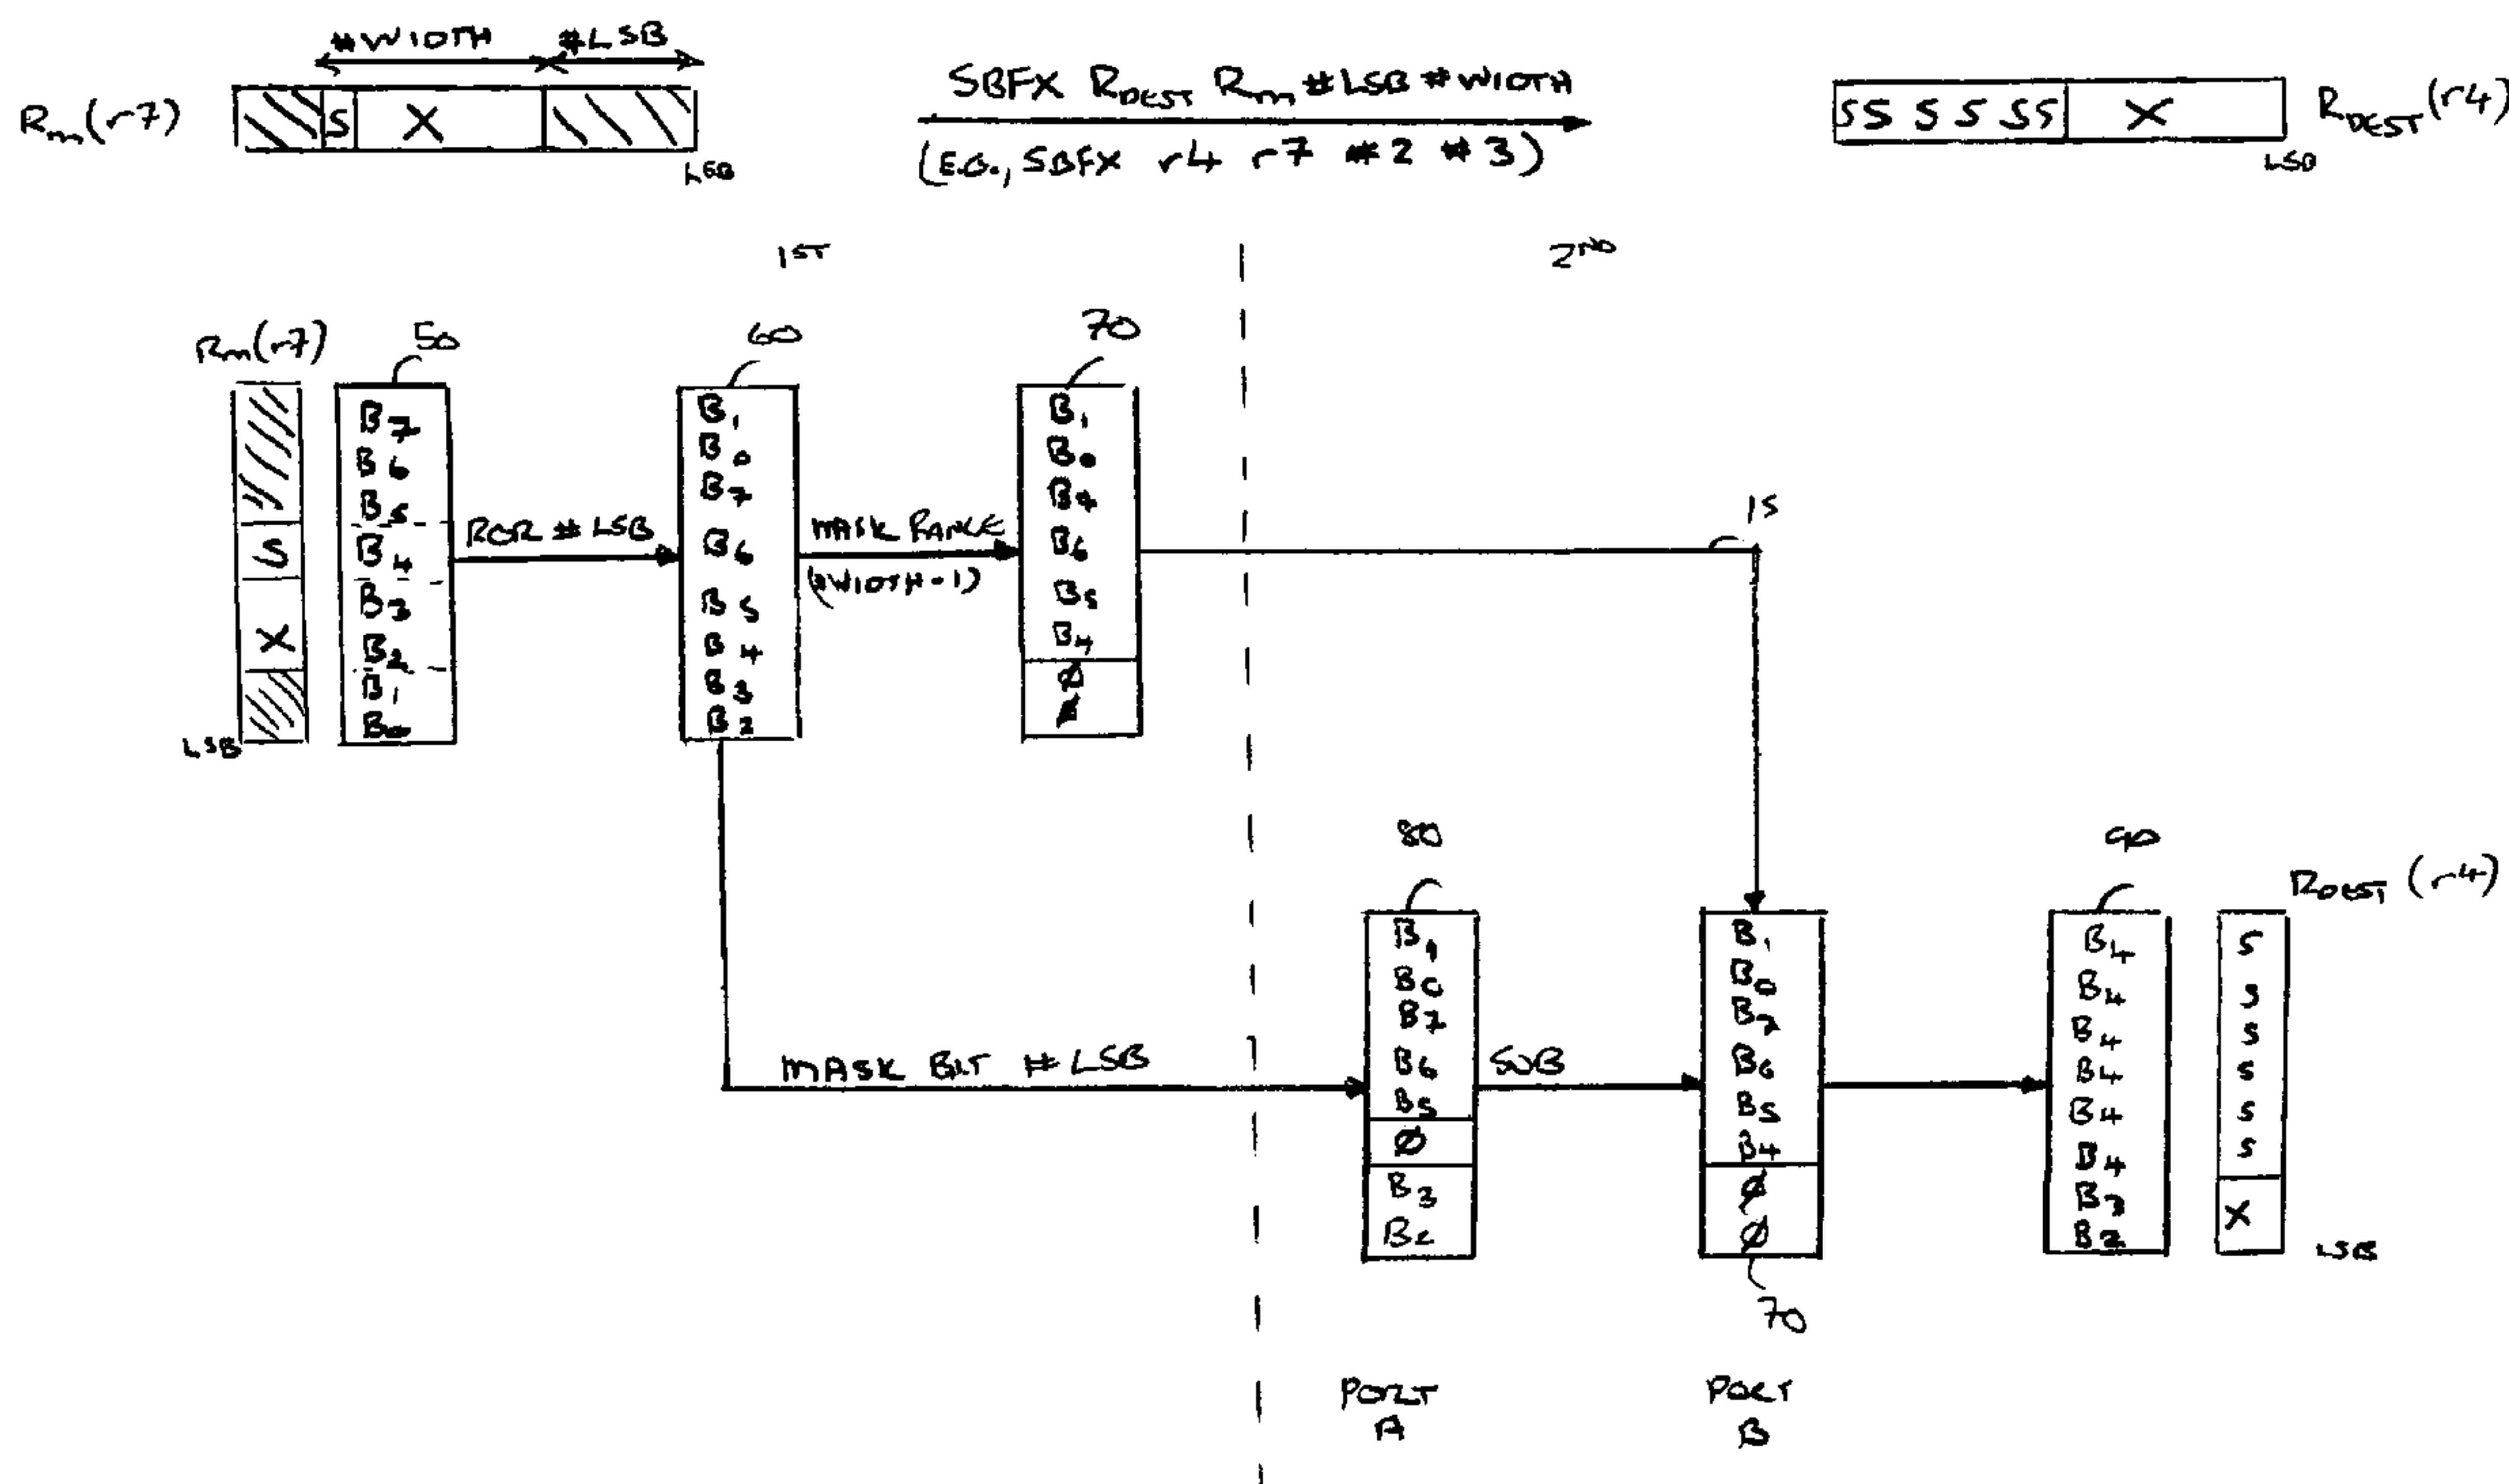 #WIDTH #LSB
Rm(r7)
S X
LSB
SBFX RDEST Rm #LSB #WIDTH
(E.G., SBFX r4 r7 #2 #3)
SS S S SS X
RDEST(r4)
LSB
1ST
2ND
Rm(r7)
S
X
LSB
50
B7
B6
B5
B4
B3
B2
B1
B0
ROR #LSB
60
B1
B0
B7
B6
B5
B4
B3
B2
MASK RANGE
(#WIDTH-1)
70
B1
B0
B7
B6
B5
B4
Ø
Ø
15
MASK BIT #LSB
80
B1
B0
B7
B6
B5
Ø
B3
B2
SUB
B1
B0
B7
B6
B5
B4
Ø
Ø
70
90
B4
B4
B4
B4
B4
B4
B3
B2
RDEST (r4)
S
S
S
S
S
S
X
LSB
PORT
A
PORT
B